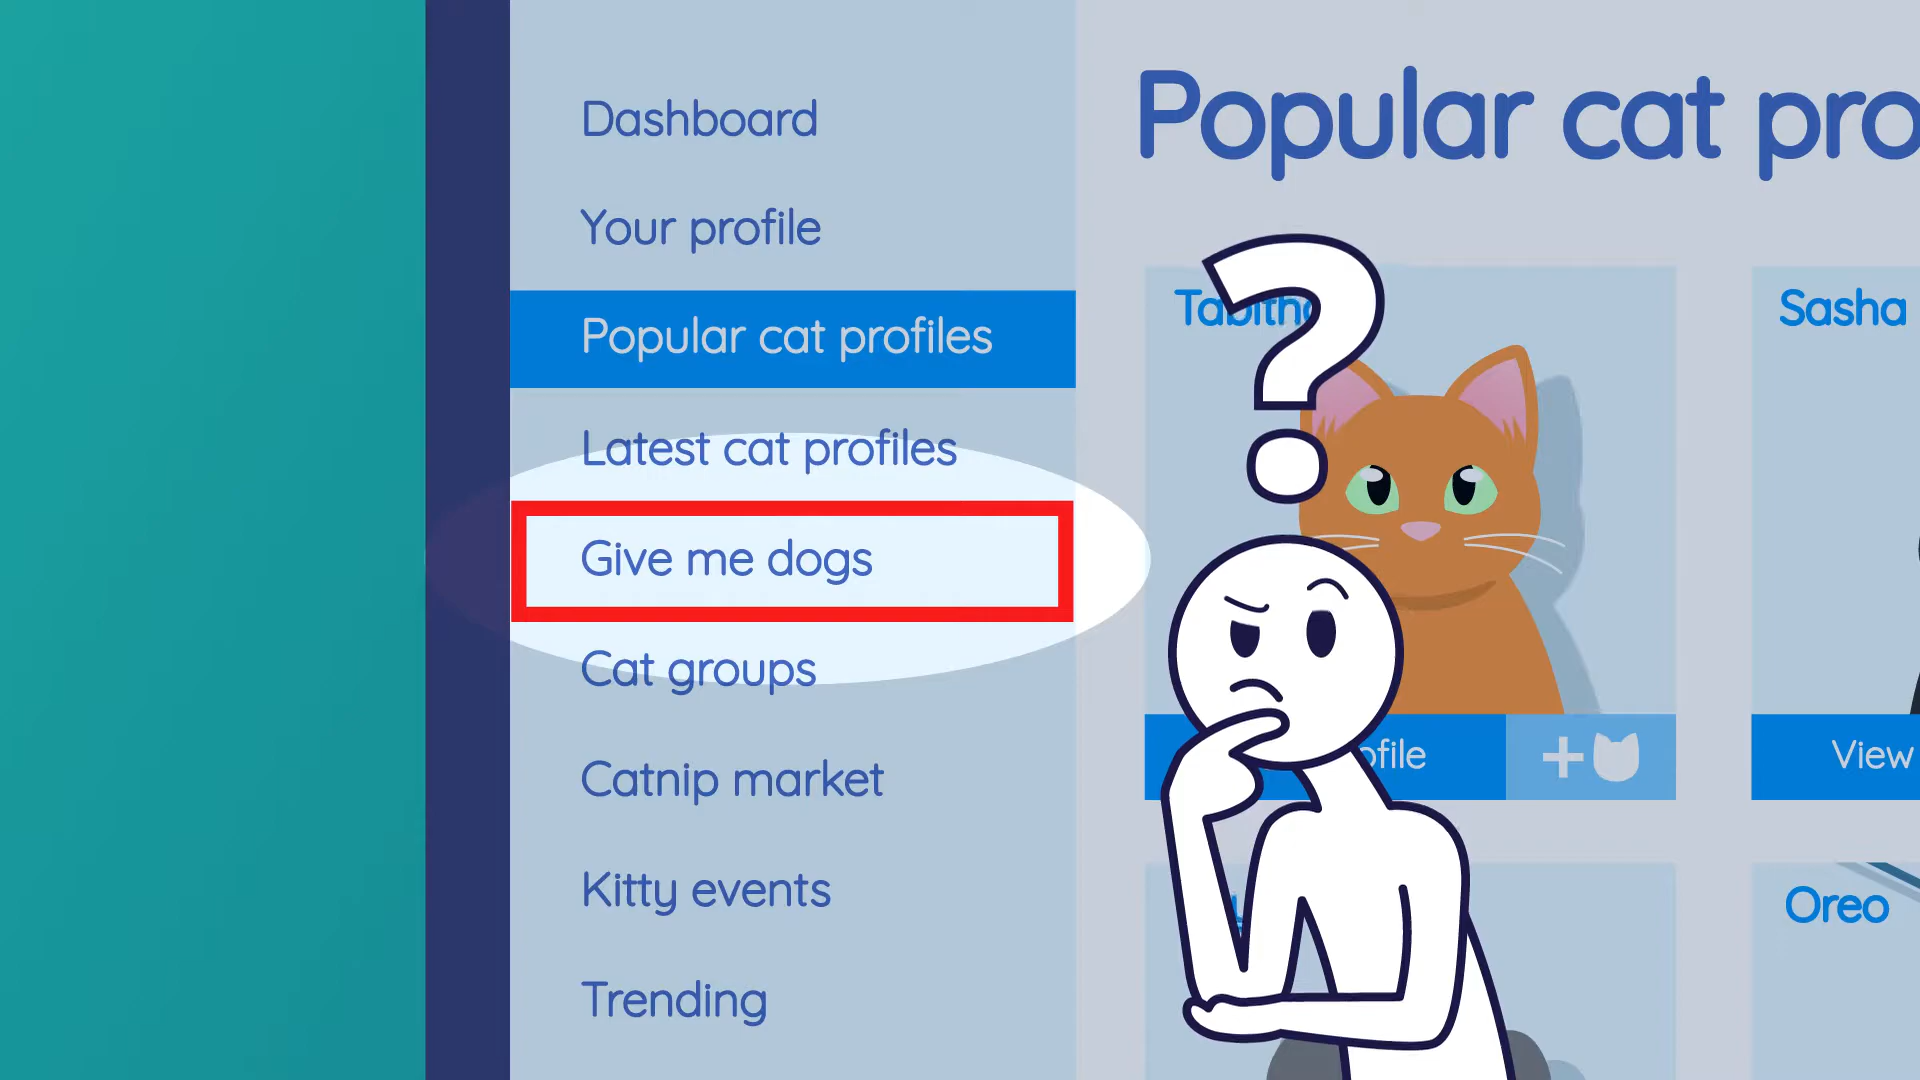 Dashboard
Your profile
Popular cat profiles
Latest cat profiles
Give me dogs
Cat groups
Catnip market
Kitty events
Trending
Popular cat pro
?
Sasha
View
Oreo